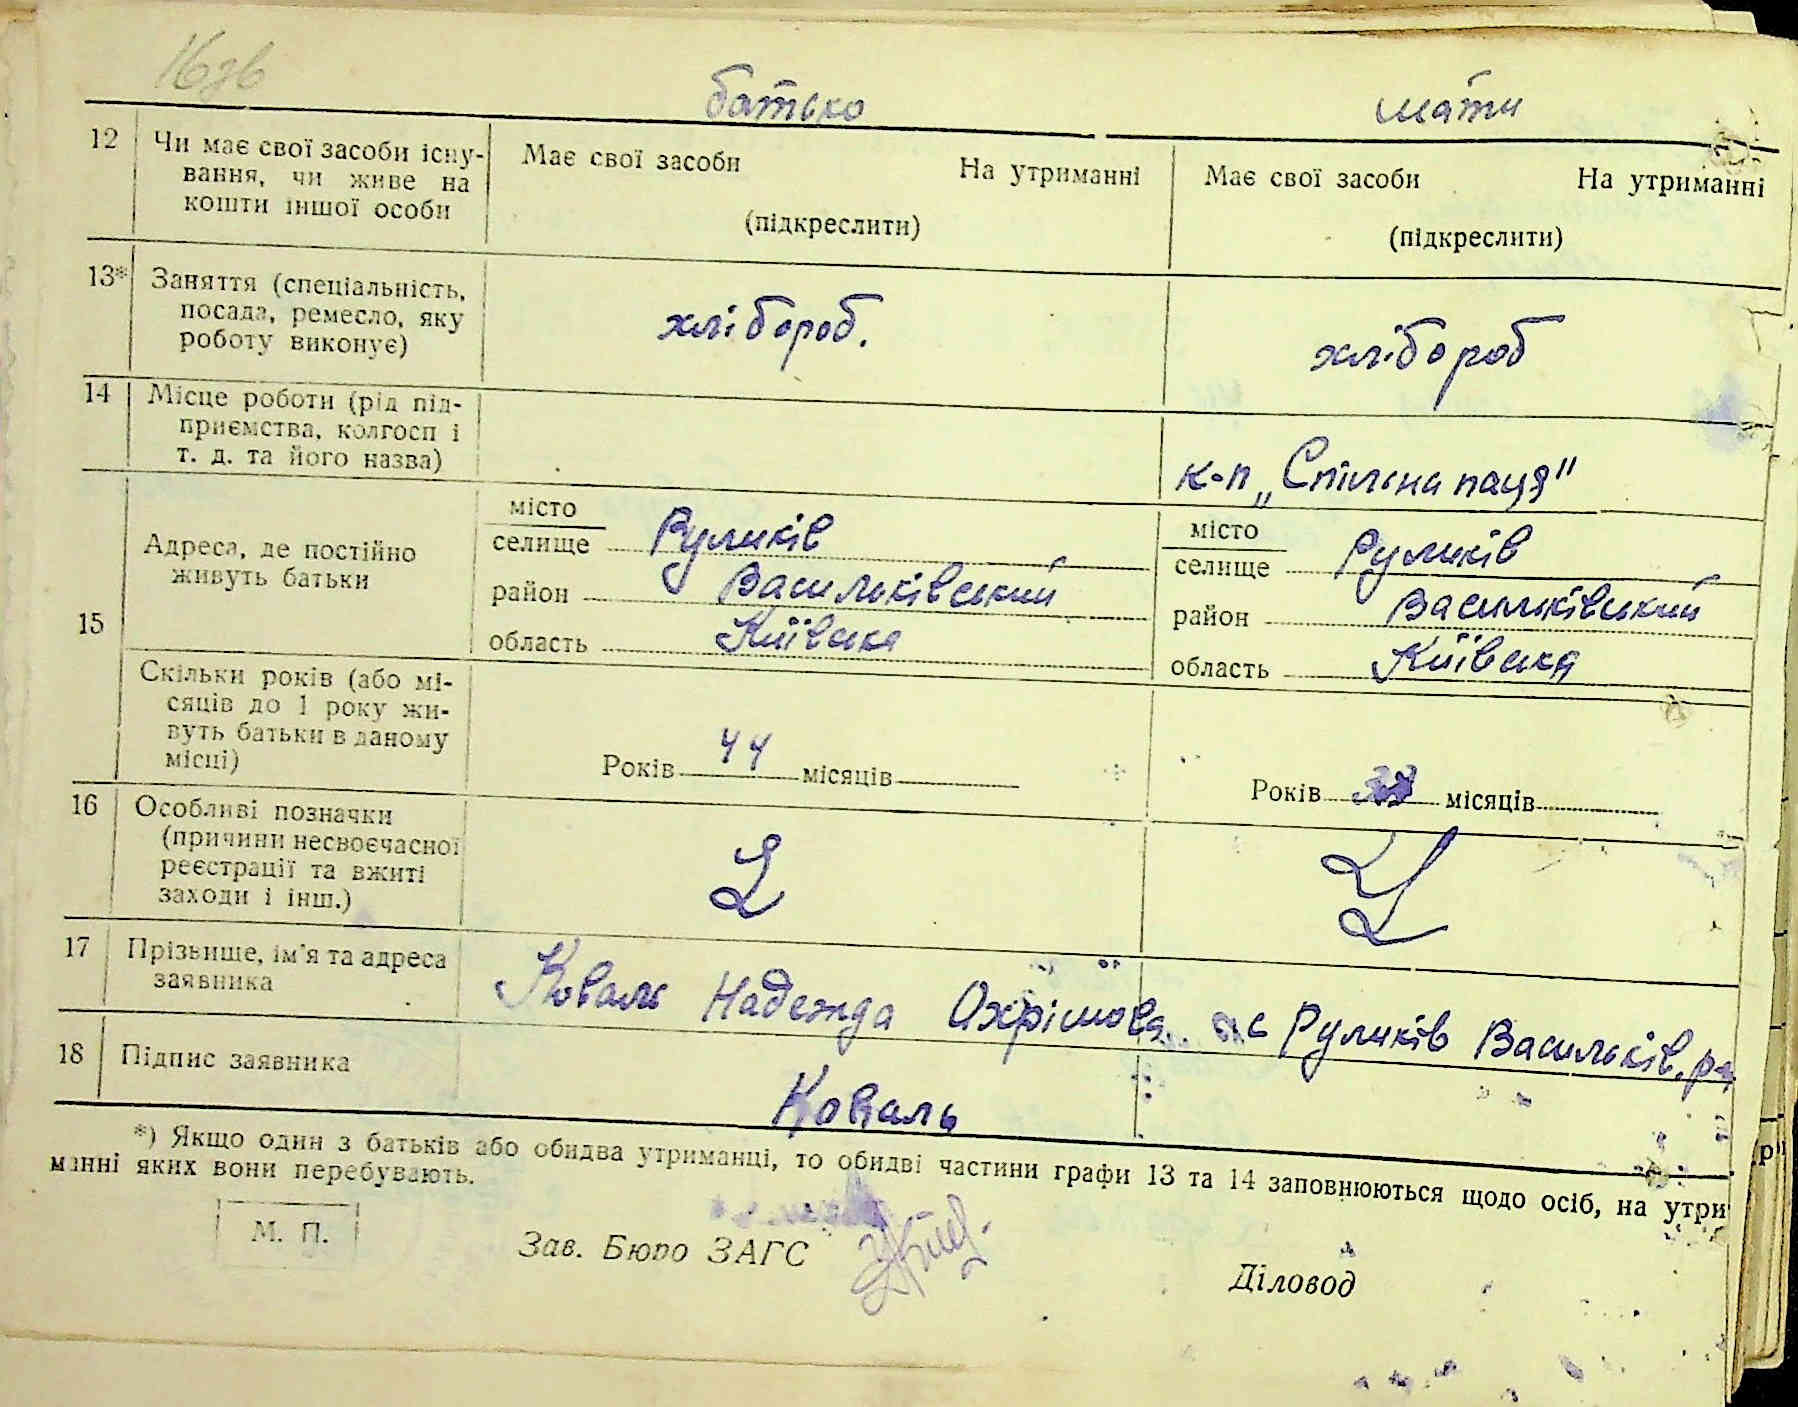 16зв
батько мати
12 Чи має свої засоби існу- Має свої засоби На утриманні Має свої засоби На утриманні
вання, чи живе на
кошти іншої особи (підкреслити) (підкреслити)
13* Заняття (спеціальність,
посада, ремесло, яку хлібороб. хлібороб
роботу виконує)
14 Місце роботи (рід під-
приємства, колгосп і
т. д. та його назва) к-п „Спільна паця"
15 Адреса, де постійно
живуть батьки
місто місто
селище Руликів селище Руликів
район Васильківський район Васильківський
область Київська область Київська
Скільки років (або мі-
сяців до 1 року жи-
вуть батьки в даному
місці) Років 44 місяців Років місяців
16 Особливі позначки
(причини несвоєчасної
реєстрації та вжиті
заходи і інш.)
17 Прізвище, ім'я та адреса
заявника Коваль Надежда Охрімова с Руликів Васильків. р-н
18 Підпис заявника Коваль
*) Якщо один з батьків або обидва утриманці, то обидві частини графи 13 та 14 заповнюються щодо осіб, на утри
манні яких вони перебувають.
М. П. Зав. Бюро ЗАГС Діловод